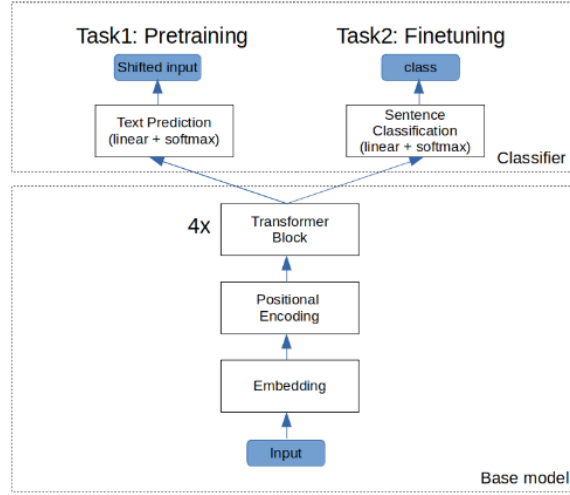 Task1: Pretraining
Task2: Finetuning
Shifted input
class
Text Prediction
(linear + softmax)
Sentence
Classification
(linear + softmax)
Classifier
4x
Transformer
Block
Positional
Encoding
Embedding
Input
Base model